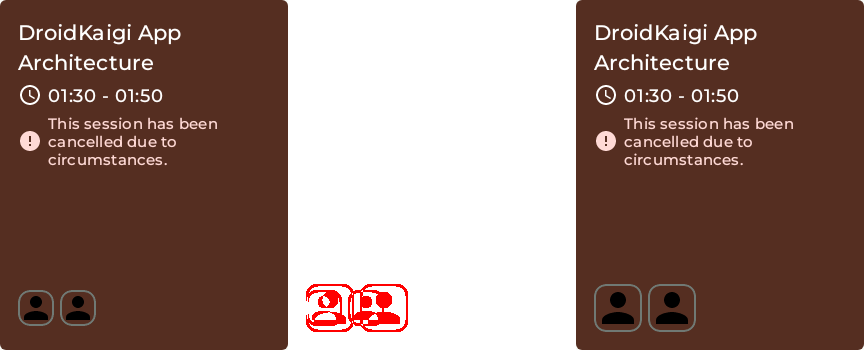 DroidKaigi App
Architecture
01:30 - 01:50
This session has been
cancelled due to
circumstances.
DroidKaigi App
Architecture
01:30 - 01:50
This session has been
cancelled due to
circumstances.